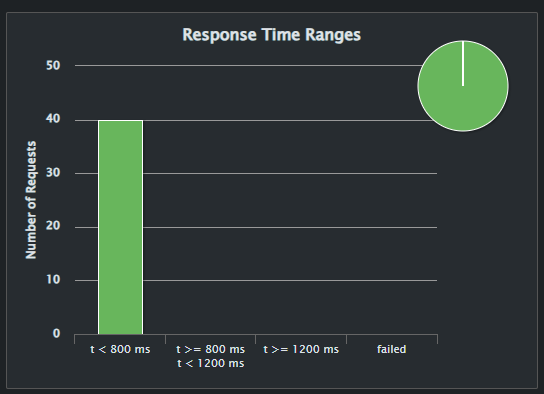 Response Time Ranges
Number of Requests
50
40
30
20
10
0
t < 800 ms
t >= 800 ms
t < 1200 ms
t >= 1200 ms
failed